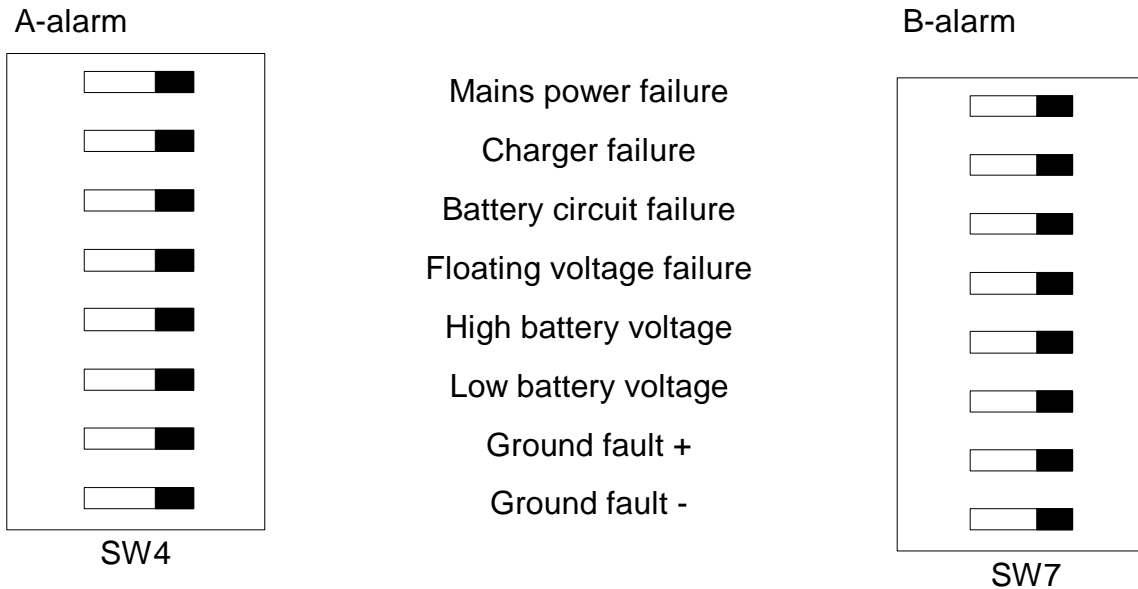 A-alarm
B-alarm
Mains power failure
Charger failure
Battery circuit failure
Floating voltage failure
High battery voltage
Low battery voltage
Ground fault +
Ground fault -
SW4
SW7